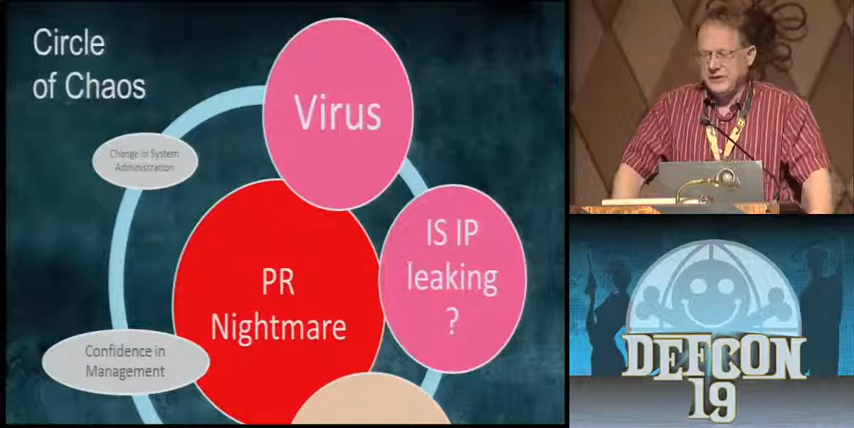 Circle
of Chaos
Virus
Change in System
Administration
IS IP
leaking
?
PR
Nightmare
Confidence in
Management
DEFCON
19